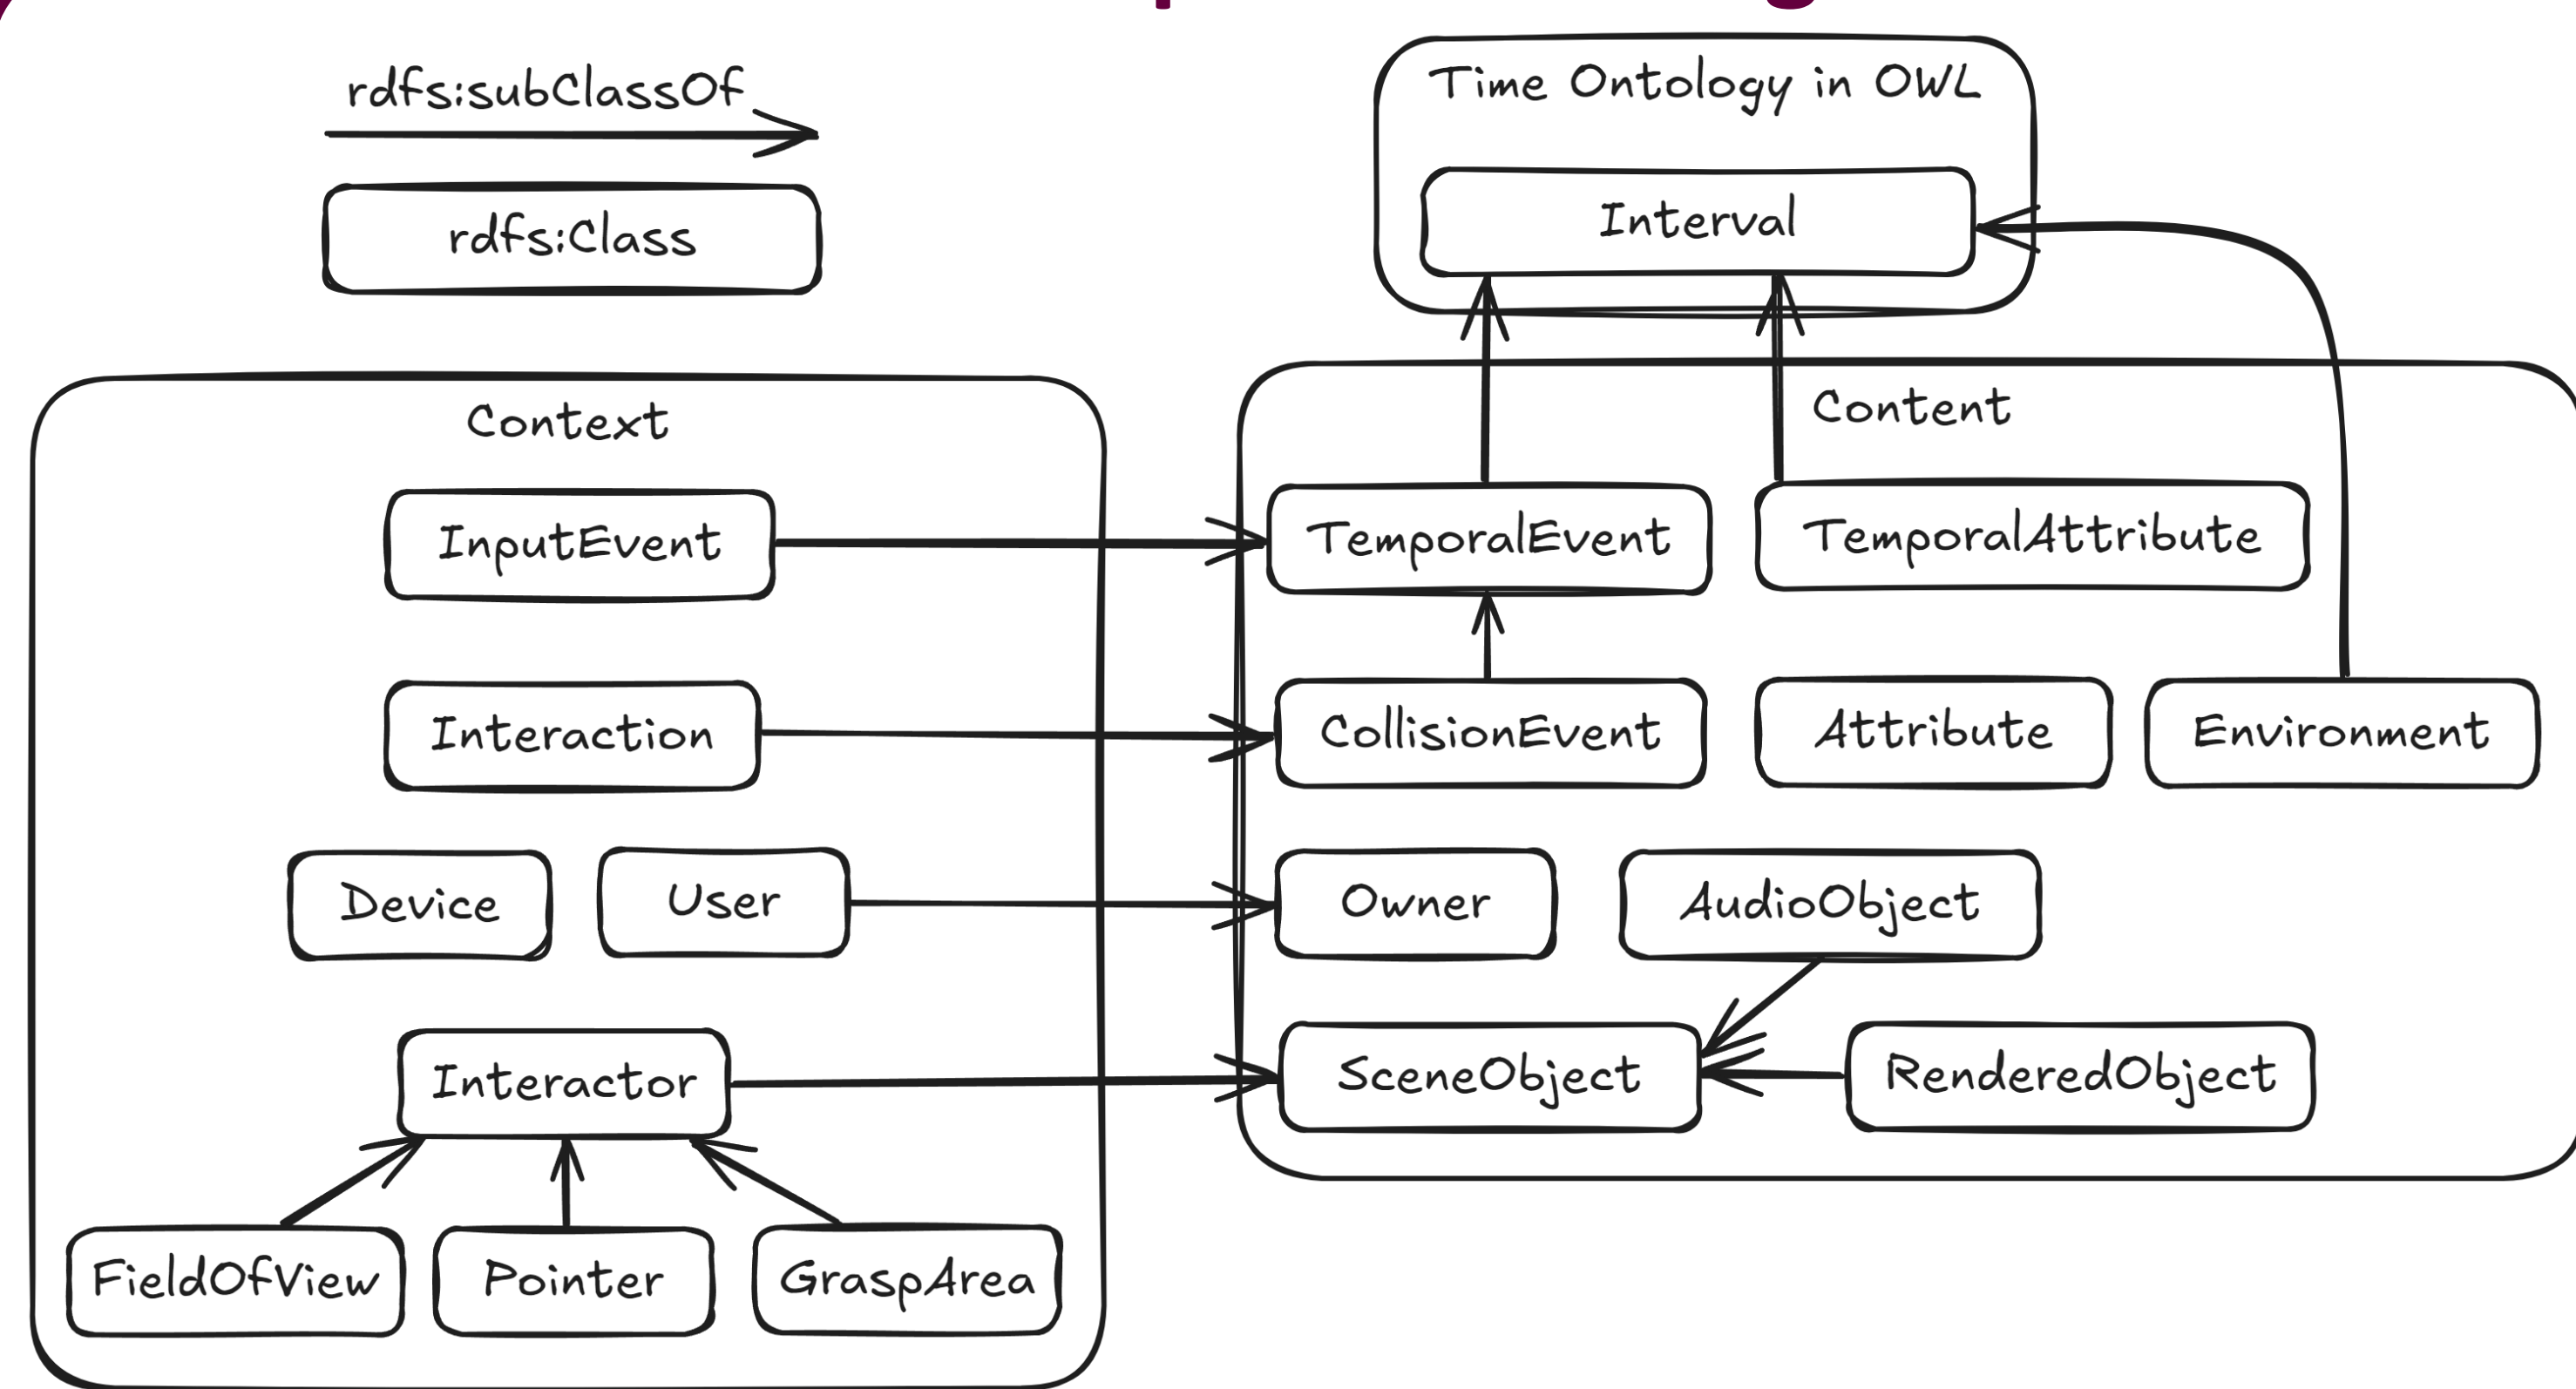 rdfs:subClassOf
rdfs:Class
Time Ontology in OWL
Interval
Context
InputEvent
Interaction
Device
User
Interactor
FieldOfView
Pointer
GraspArea
Content
TemporalEvent
TemporalAttribute
CollisionEvent
Attribute
Environment
Owner
AudioObject
SceneObject
RenderedObject